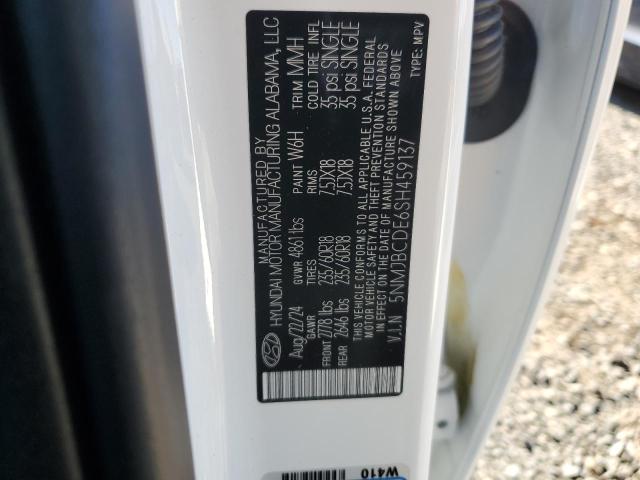 MANUFACTURED BY
HYUNDAI MOTOR MANUFACTURING ALABAMA, LLC
Aug/22/24 GVWR 4861 lbs PAINT W6H TRIM MMH
GAWR TIRES RIMS COLD TIRE INFL
FRONT 2778 lbs 235/60R18 7.5JX18 35 psi SINGLE
REAR 2646 lbs 235/60R18 7.5JX18 35 psi SINGLE
THIS VEHICLE CONFORMS TO ALL APPLICABLE U.S.A. FEDERAL
MOTOR VEHICLE SAFETY AND THEFT PREVENTION STANDARDS
IN EFFECT ON THE DATE OF MANUFACTURE SHOWN ABOVE
V.I.N 5NMJBCDE6SH459137 TYPE: MPV
W410